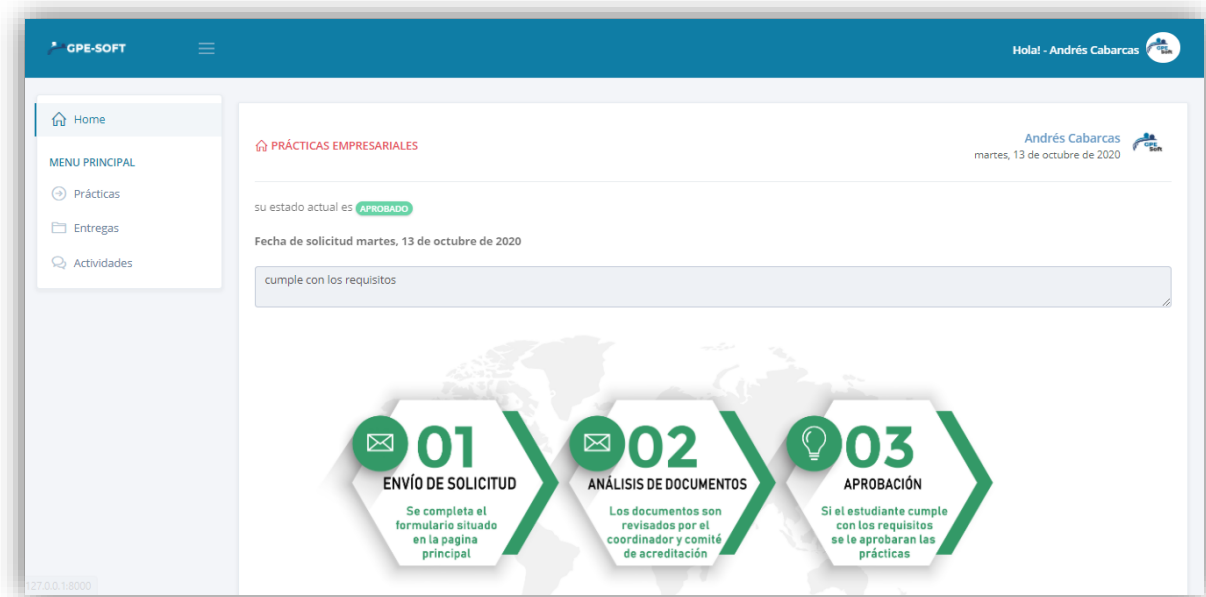 GPE-SOFT
Hola! - Andrés Cabarcas
Home
MENU PRINCIPAL
Prácticas
Entregas
Actividades
PRÁCTICAS EMPRESARIALES
Andrés Cabarcas
martes, 13 de octubre de 2020
su estado actual es APROBADO
Fecha de solicitud martes, 13 de octubre de 2020
cumple con los requisitos
01
ENVÍO DE SOLICITUD
Se completa el
formulario situado
en la pagina
principal
02
ANÁLISIS DE DOCUMENTOS
Los documentos son
revisados por el
coordinador y comité
de acreditación
03
APROBACIÓN
Si el estudiante cumple
con los requisitos
se le aprobaran las
prácticas
127.0.0.1:8000